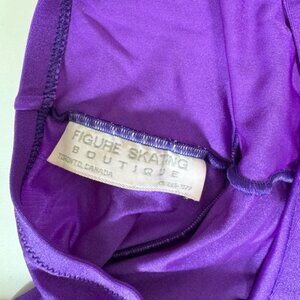 FIGURE SKATING
BOUTIQUE
TORONTO, CANADA